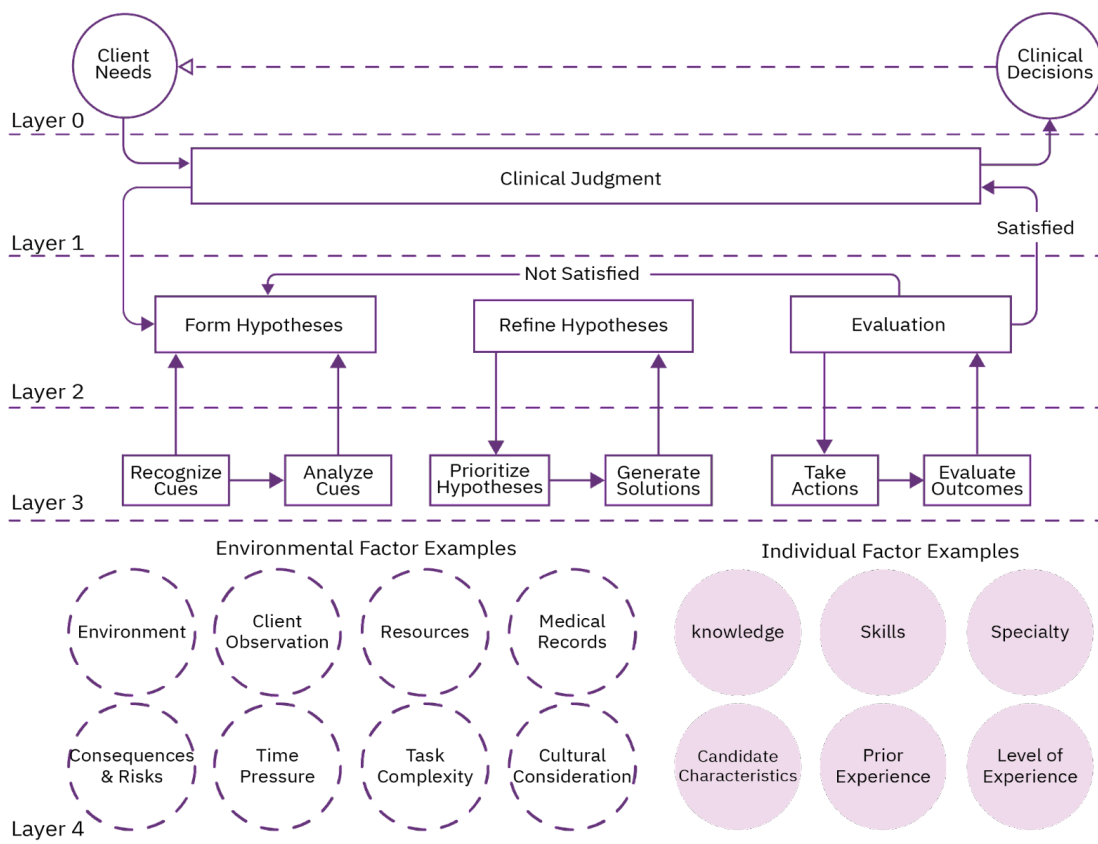 Client
Needs
Clinical
Decisions
Layer 0
Clinical Judgment
Satisfied
Layer 1
Not Satisfied
Form Hypotheses
Refine Hypotheses
Evaluation
Layer 2
Recognize
Cues
Analyze
Cues
Prioritize
Hypotheses
Generate
Solutions
Take
Actions
Evaluate
Outcomes
Layer 3
Environmental Factor Examples
Individual Factor Examples
Environment
Client
Observation
Resources
Medical
Records
knowledge
Skills
Specialty
Consequences
& Risks
Time
Pressure
Task
Complexity
Cultural
Consideration
Candidate
Characteristics
Prior
Experience
Level of
Experience
Layer 4